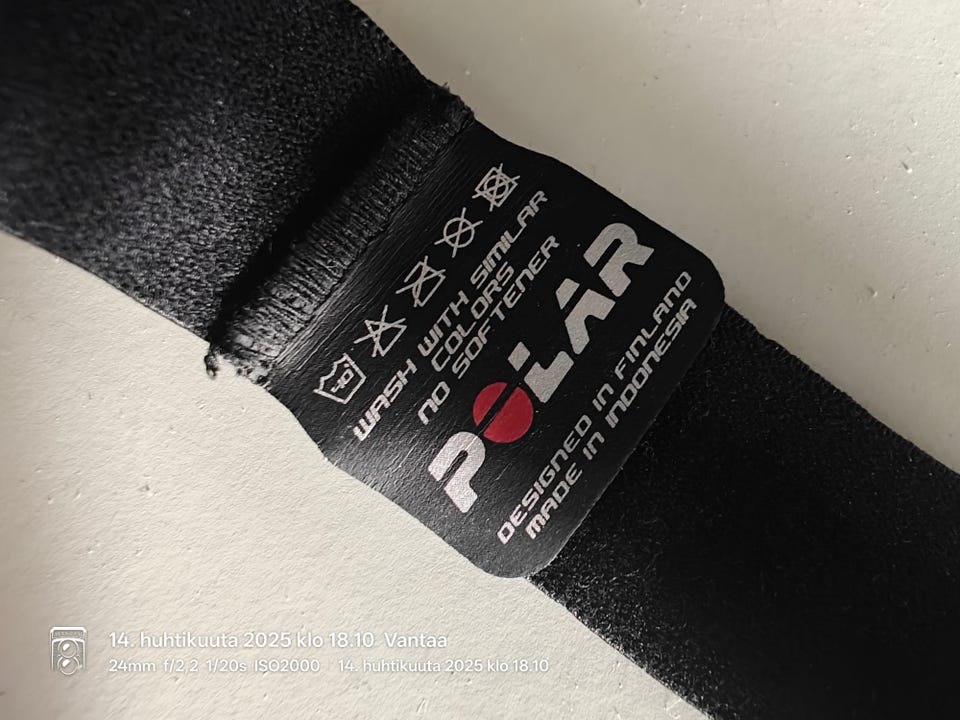 40
WASH WITH SIMILAR
COLORS
NO SOFTENER
POLAR
DESIGNED IN FINLAND
MADE IN INDONESIA
14. huhtikuuta 2025 klo 18.10 Vantaa
24mm f/2,2 1/20s ISO2000 14. huhtikuuta 2025 klo 18.10